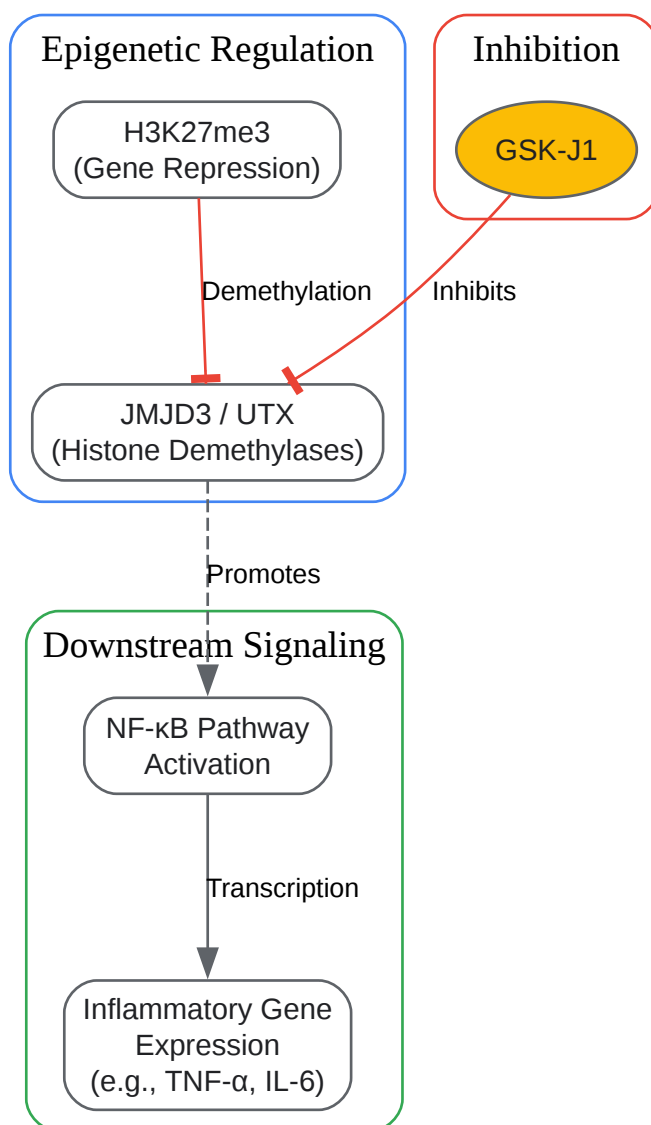 Epigenetic Regulation
Inhibition
H3K27me3
(Gene Repression)
GSK-J1
Demethylation
Inhibits
JMJD3 / UTX
(Histone Demethylases)
Promotes
Downstream Signaling
NF-κB Pathway
Activation
Transcription
Inflammatory Gene
Expression
(e.g., TNF-α, IL-6)